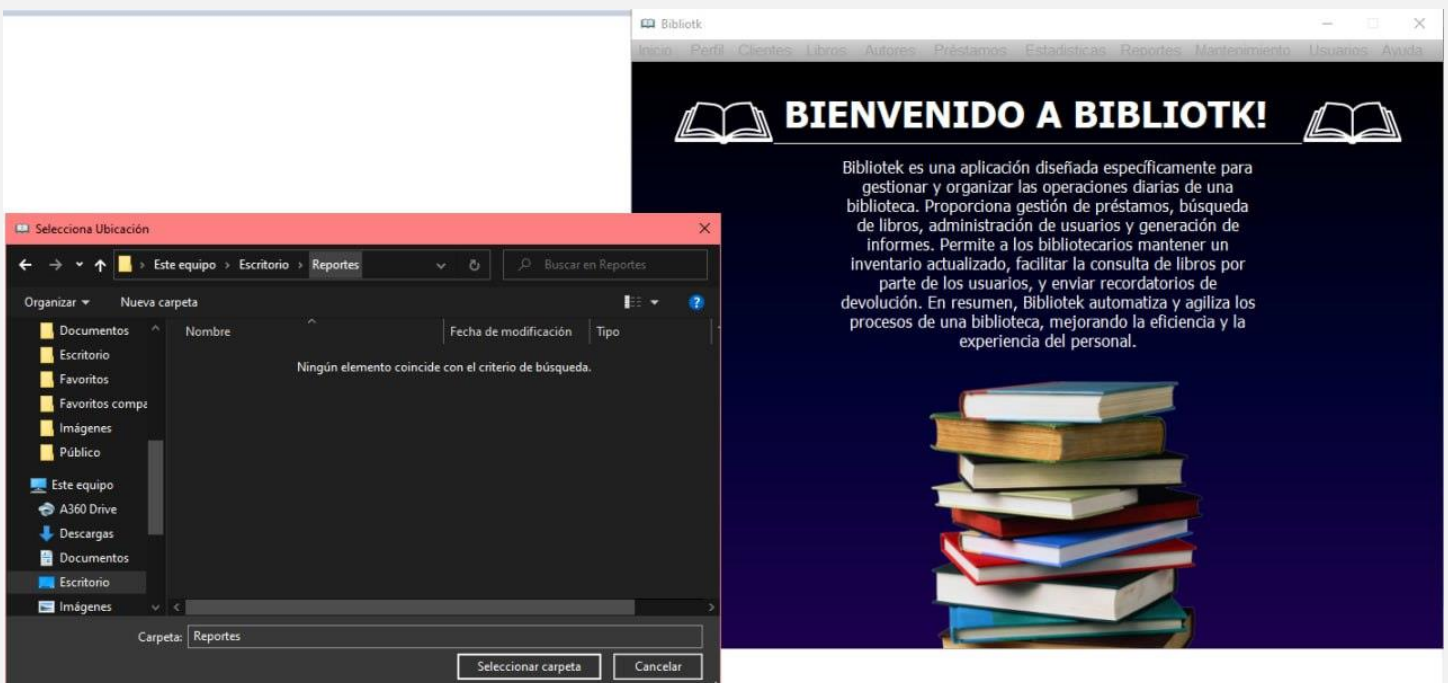 Bibliotk
Inicio Perfil Clientes Libros Autores Préstamos Estadísticas Reportes Mantenimiento Usuarios Ayuda
BIENVENIDO A BIBLIOTK!
Bibliotek es una aplicación diseñada específicamente para
gestionar y organizar las operaciones diarias de una
biblioteca. Proporciona gestión de préstamos, búsqueda
de libros, administración de usuarios y generación de
informes. Permite a los bibliotecarios mantener un
inventario actualizado, facilitar la consulta de libros por
parte de los usuarios, y enviar recordatorios de
devolución. En resumen, Bibliotek automatiza y agiliza los
procesos de una biblioteca, mejorando la eficiencia y la
experiencia del personal.
Selecciona Ubicación
Este equipo > Escritorio > Reportes
Buscar en Reportes
Organizar Nueva carpeta
Nombre Fecha de modificación Tipo
Ningún elemento coincide con el criterio de búsqueda.
Documentos
Escritorio
Favoritos
Favoritos compa
Imágenes
Público
Este equipo
A360 Drive
Descargas
Documentos
Escritorio
Imágenes
Carpeta: Reportes
Seleccionar carpeta Cancelar